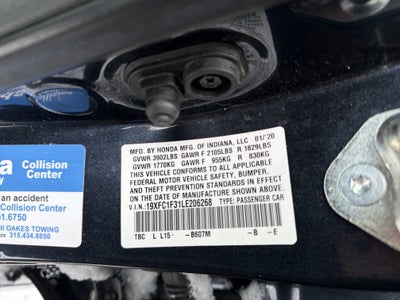 a Collision
y Center
an accident
Collision Center
1.6750
OAKES TOWING
315.434.8850
MFD. BY HONDA MFG. OF INDIANA, LLC 01/20
GVWR 3902LBS GAWR F 2105LBS R 1829LBS
GVWR 1770KG GAWR F 955KG R 830KG
THIS VEHICLE CONFORMS TO ALL APPLICABLE
FEDERAL MOTOR VEHICLE SAFETY, BUMPER,
AND THEFT PREVENTION STANDARDS IN EFFECT
ON THE DATE OF MANUFACTURE SHOWN ABOVE.
V.I.N.: 19XFC1F31LE206268 TYPE: PASSENGER CAR
TBC L L15 -B607M -B -E